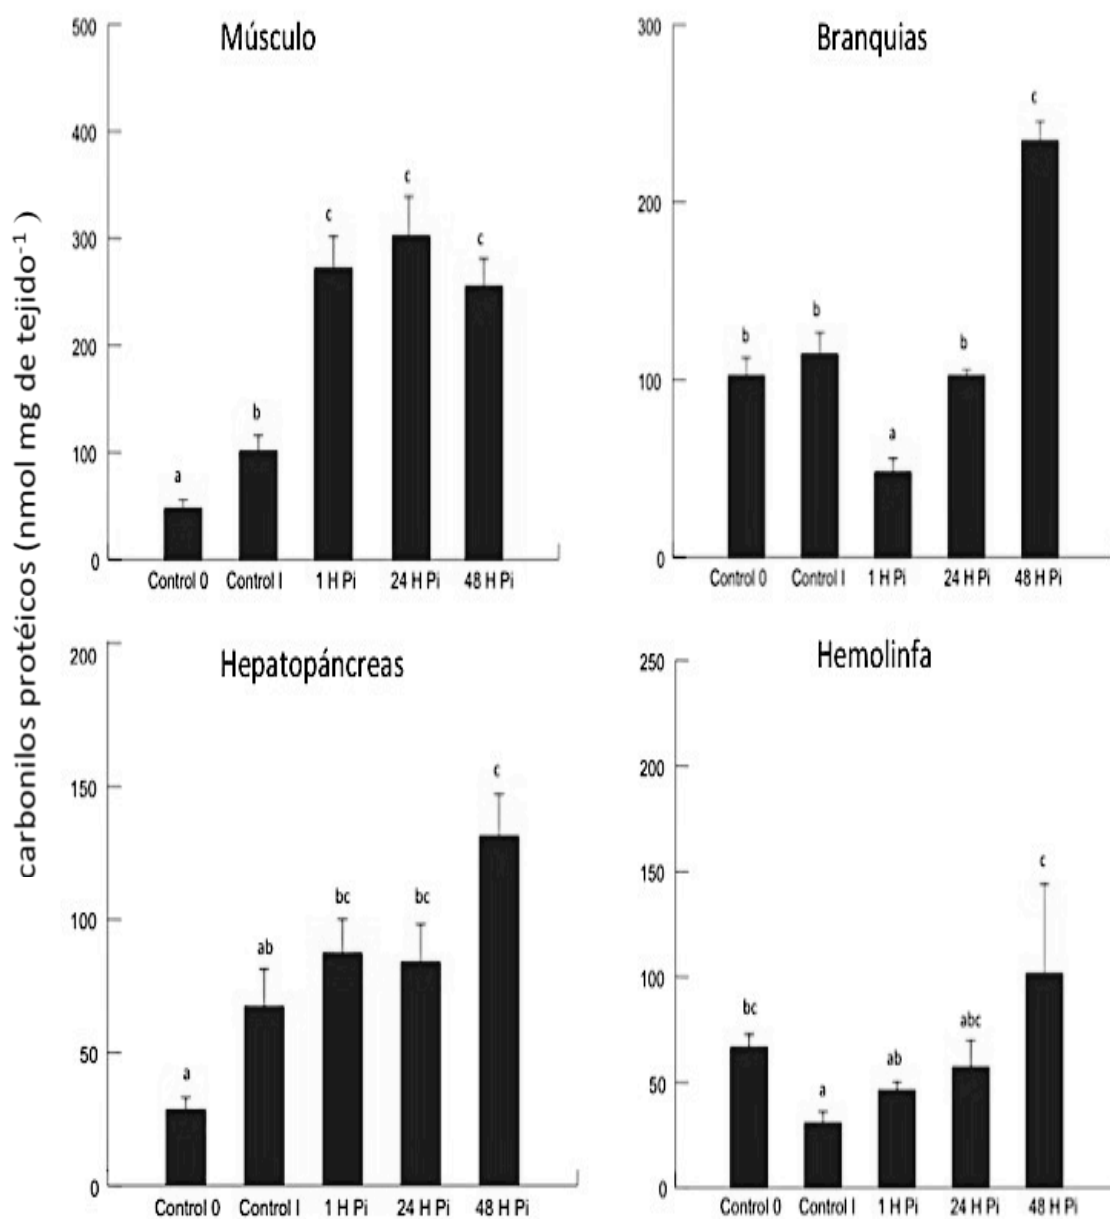 carbonilos protéicos (nmol mg de tejido-1 )
Músculo
500
400
300
200
100
0
a
b
c
c
c
Control 0 Control I 1 H Pi 24 H Pi 48 H Pi
Branquias
300
200
100
0
b
b
a
b
c
Control 0 Control I 1 H Pi 24 H Pi 48 H Pi
Hepatopáncreas
200
150
100
50
0
a
ab
bc
bc
c
Control 0 Control I 1 H Pi 24 H Pi 48 H Pi
Hemolinfa
250
200
150
100
50
0
bc
a
ab
abc
c
Control 0 Control I 1 H Pi 24 H Pi 48 H Pi